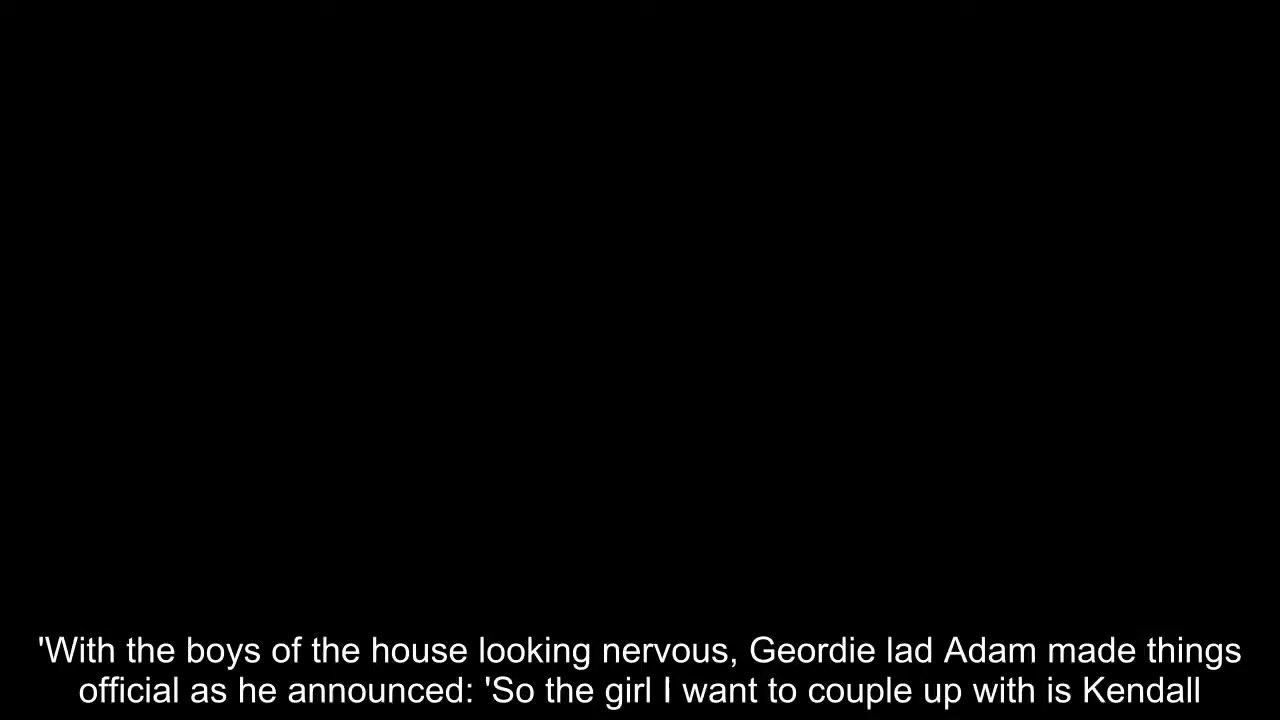 'With the boys of the house looking nervous, Geordie lad Adam made things
official as he announced: 'So the girl I want to couple up with is Kendall